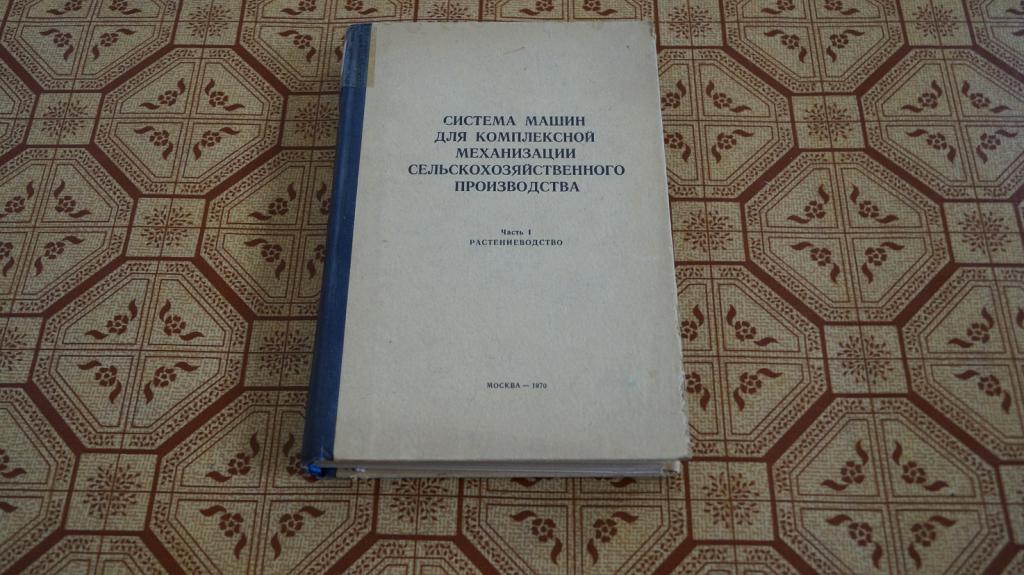 СИСТЕМА МАШИН
ДЛЯ КОМПЛЕКСНОЙ
МЕХАНИЗАЦИИ
СЕЛЬСКОХОЗЯЙСТВЕННОГО
ПРОИЗВОДСТВА
Часть I
РАСТЕНИЕВОДСТВО
МОСКВА — 1970